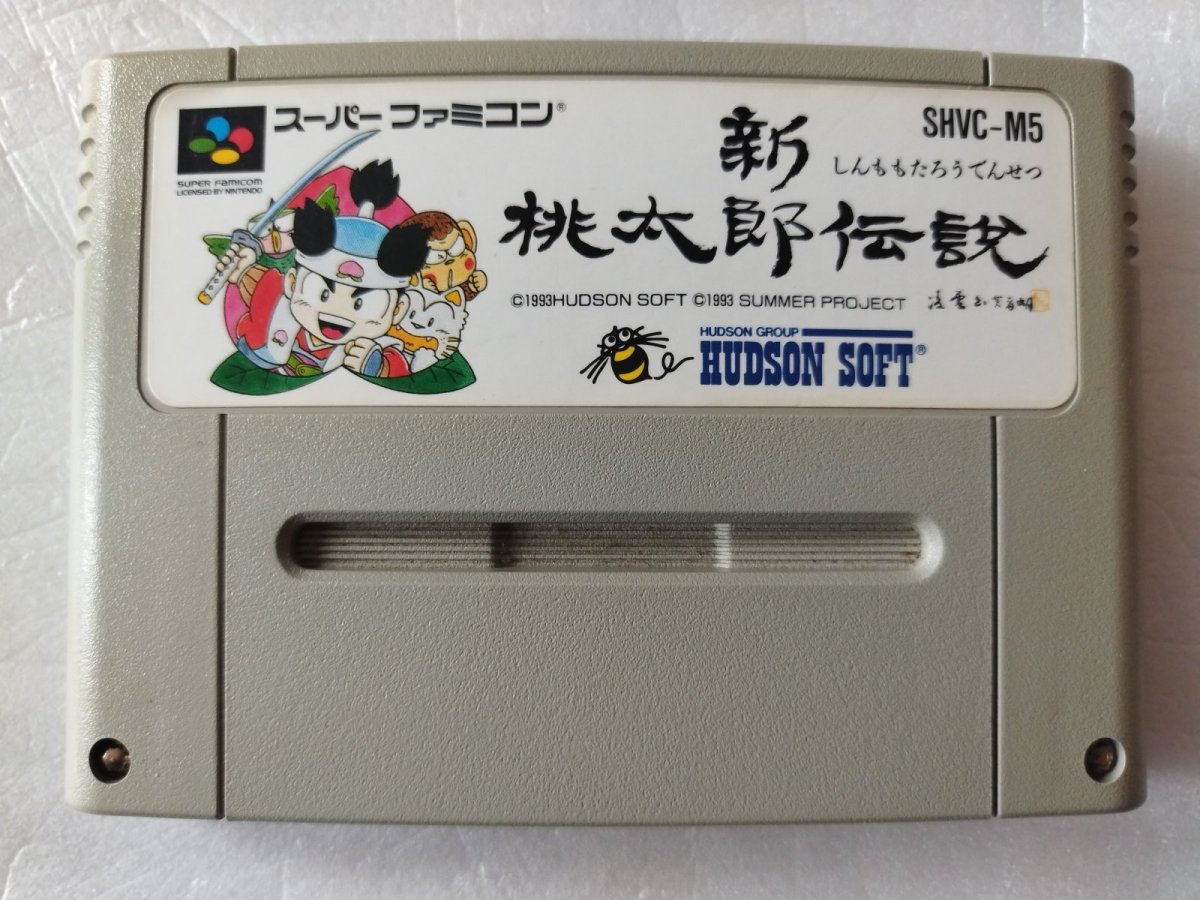 スーパーファミコン®
SUPER FAMICOM
LICENSED BY NINTENDO
SHVC-M5
新
しんももたろうでんせつ
桃太郎伝説
©1993HUDSON SOFT ©1993 SUMMER PROJECT
HUDSON GROUP
HUDSON SOFT®